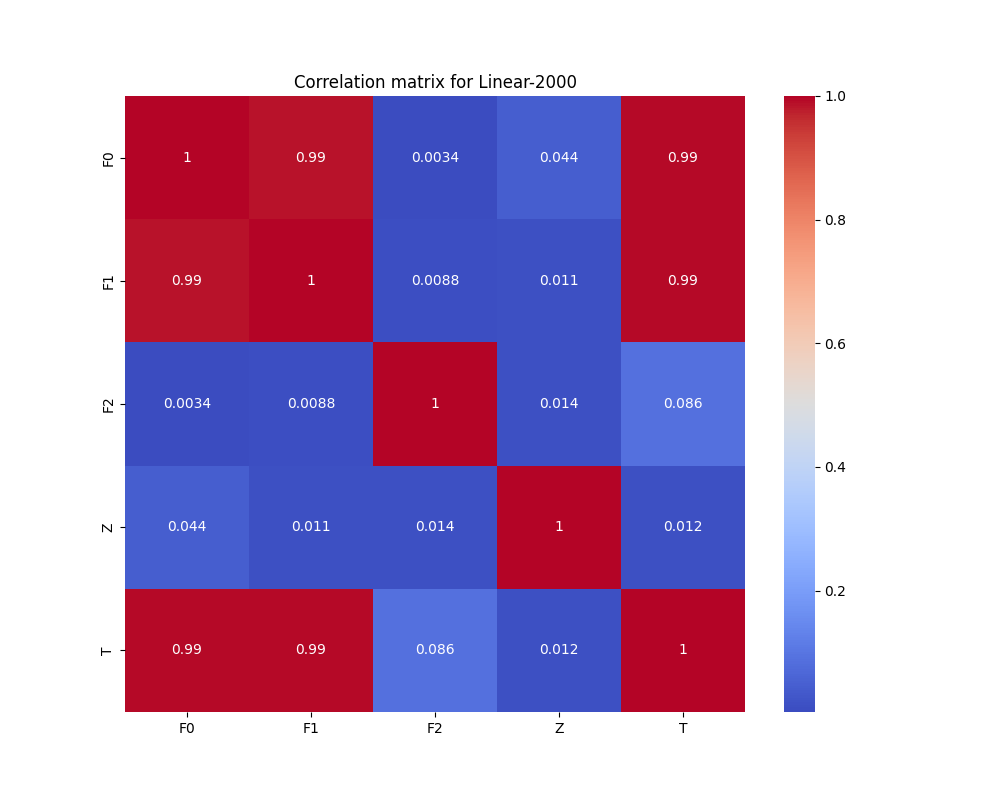 Correlation matrix for Linear-2000
F0 1 0.99 0.0034 0.044 0.99
F1 0.99 1 0.0088 0.011 0.99
F2 0.0034 0.0088 1 0.014 0.086
Z 0.044 0.011 0.014 1 0.012
T 0.99 0.99 0.086 0.012 1
F0 F1 F2 Z T
1.0
0.8
0.6
0.4
0.2